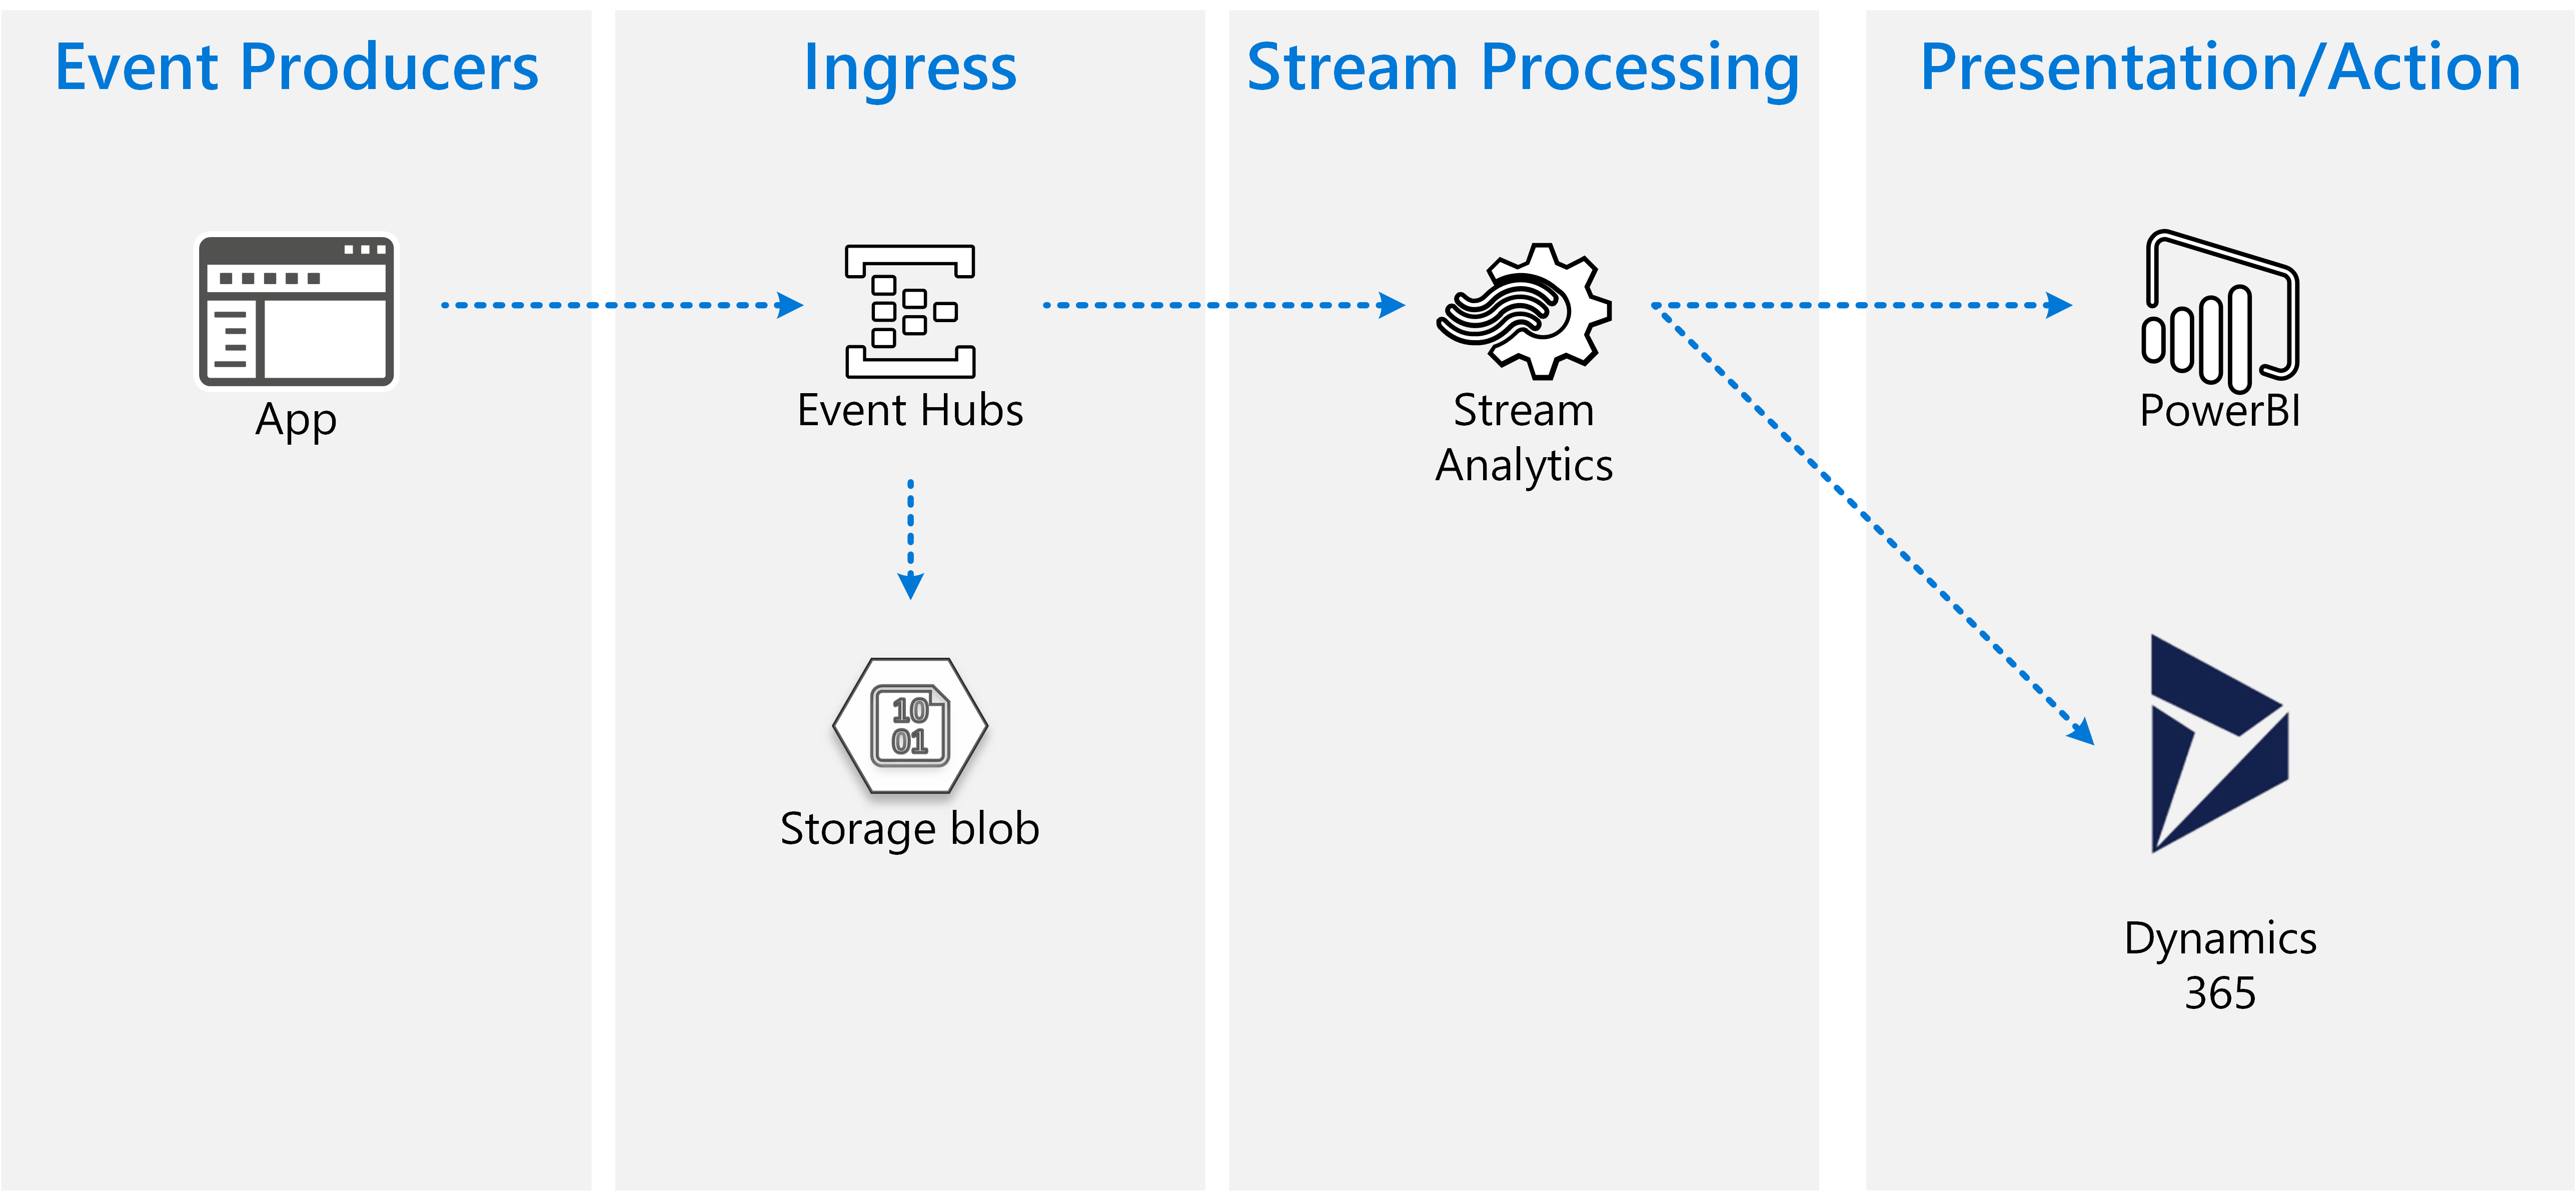 Event Producers
Ingress
Stream Processing
Presentation/Action
App
Event Hubs
Stream
Analytics
PowerBI
10
01
Storage blob
Dynamics
365